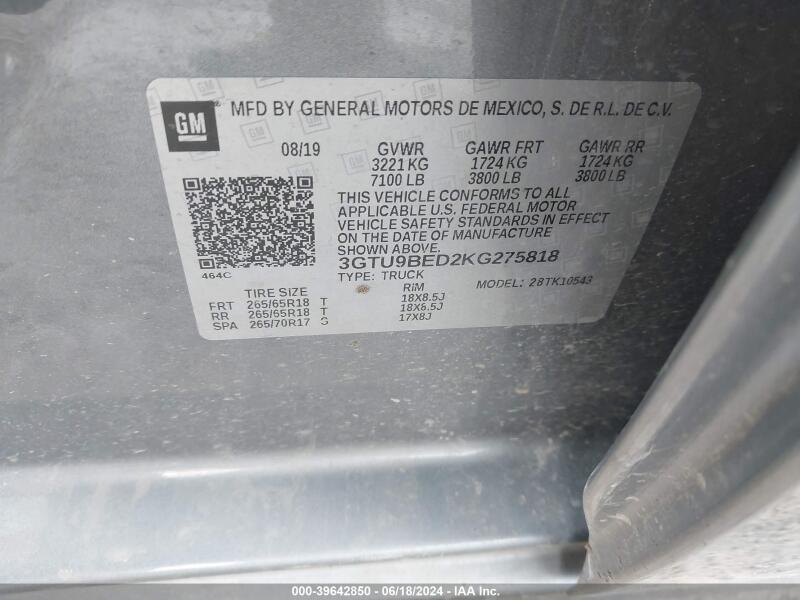 GM ® MFD BY GENERAL MOTORS DE MEXICO, S. DE R.L. DE C.V.
08/19 GVWR GAWR FRT GAWR RR
3221 KG 1724 KG 1724 KG
7100 LB 3800 LB 3800 LB
THIS VEHICLE CONFORMS TO ALL
APPLICABLE U.S. FEDERAL MOTOR
VEHICLE SAFETY STANDARDS IN EFFECT
ON THE DATE OF MANUFACTURE
SHOWN ABOVE.
3GTU9BED2KG275818
464C TYPE: TRUCK MODEL: 28TK10543
TIRE SIZE RIM
FRT 265/65R18 T 18X8.5J
RR 265/65R18 T 18X8.5J
SPA 265/70R17 S 17X8J
000-39642850 - 06/18/2024 - IAA Inc.